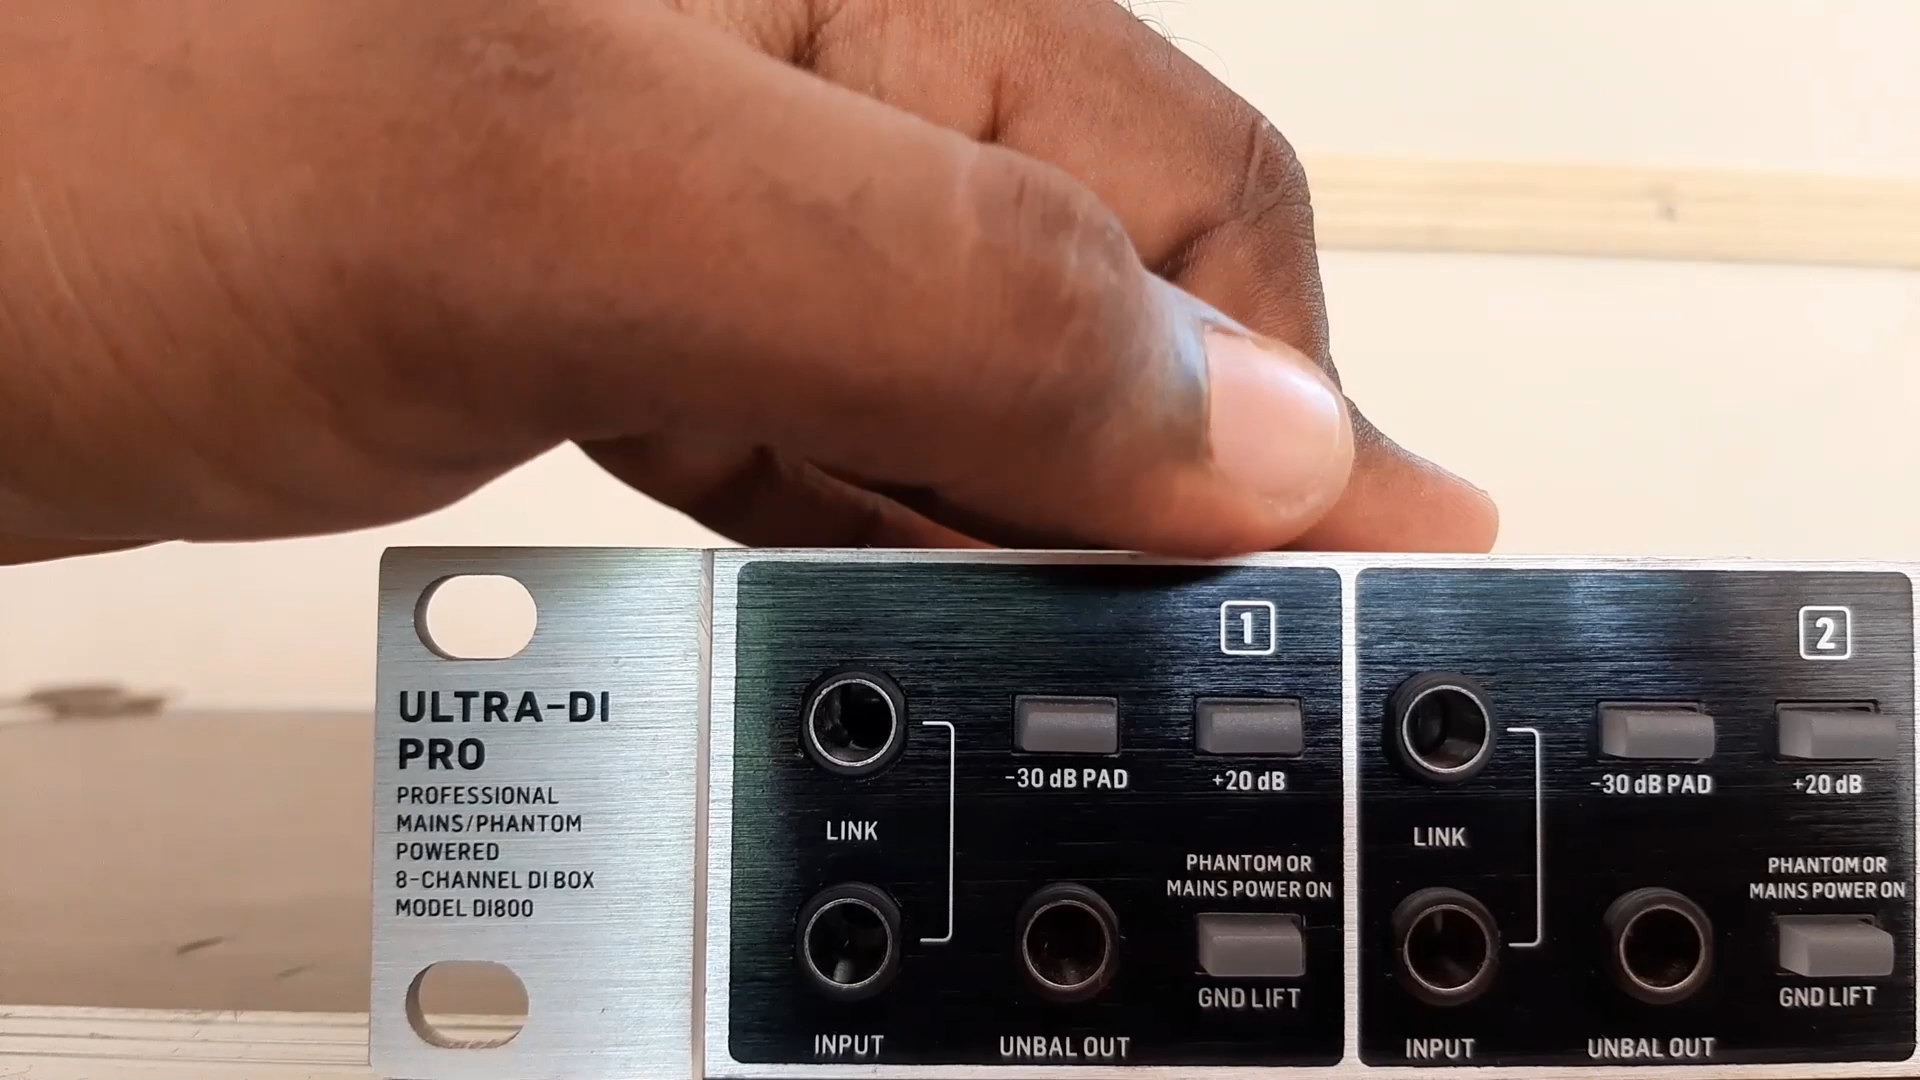 ULTRA-DI
PRO
PROFESSIONAL
MAINS/PHANTOM
POWERED
8-CHANNEL DI BOX
MODEL DI800
1
-30 dB PAD
+20 dB
LINK
PHANTOM OR
MAINS POWER ON
GND LIFT
INPUT
UNBAL OUT
2
-30 dB PAD
+20 dB
LINK
PHANTOM OR
MAINS POWER ON
GND LIFT
INPUT
UNBAL OUT